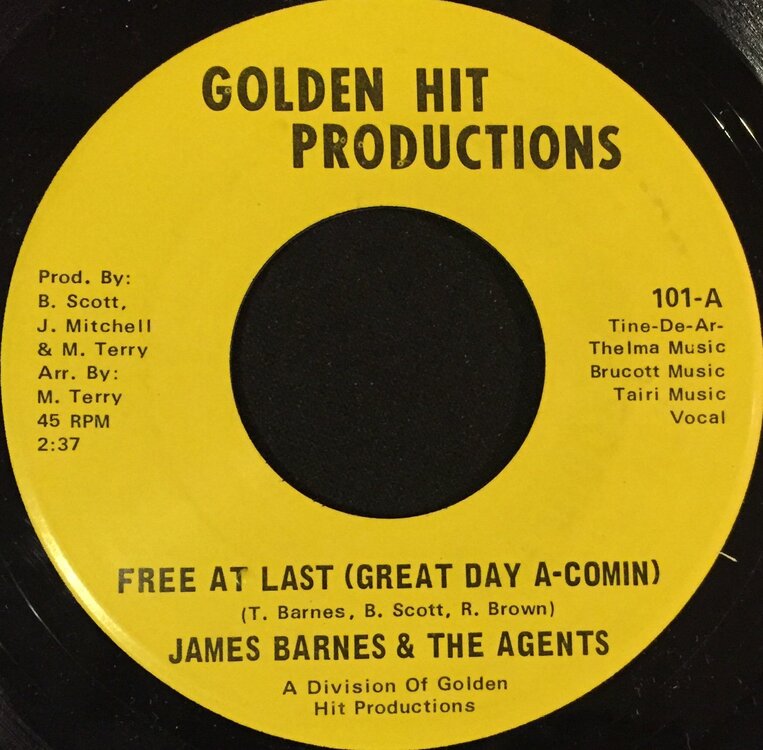 GOLDEN HIT
PRODUCTIONS
Prod. By:
B. Scott,
J. Mitchell
& M. Terry
Arr. By:
M. Terry
45 RPM
2:37
101-A
Tine-De-Ar-
Thelma Music
Brucott Music
Tairi Music
Vocal
FREE AT LAST (GREAT DAY A-COMIN)
(T. Barnes, B. Scott, R. Brown)
JAMES BARNES & THE AGENTS
A Division Of Golden
Hit Productions